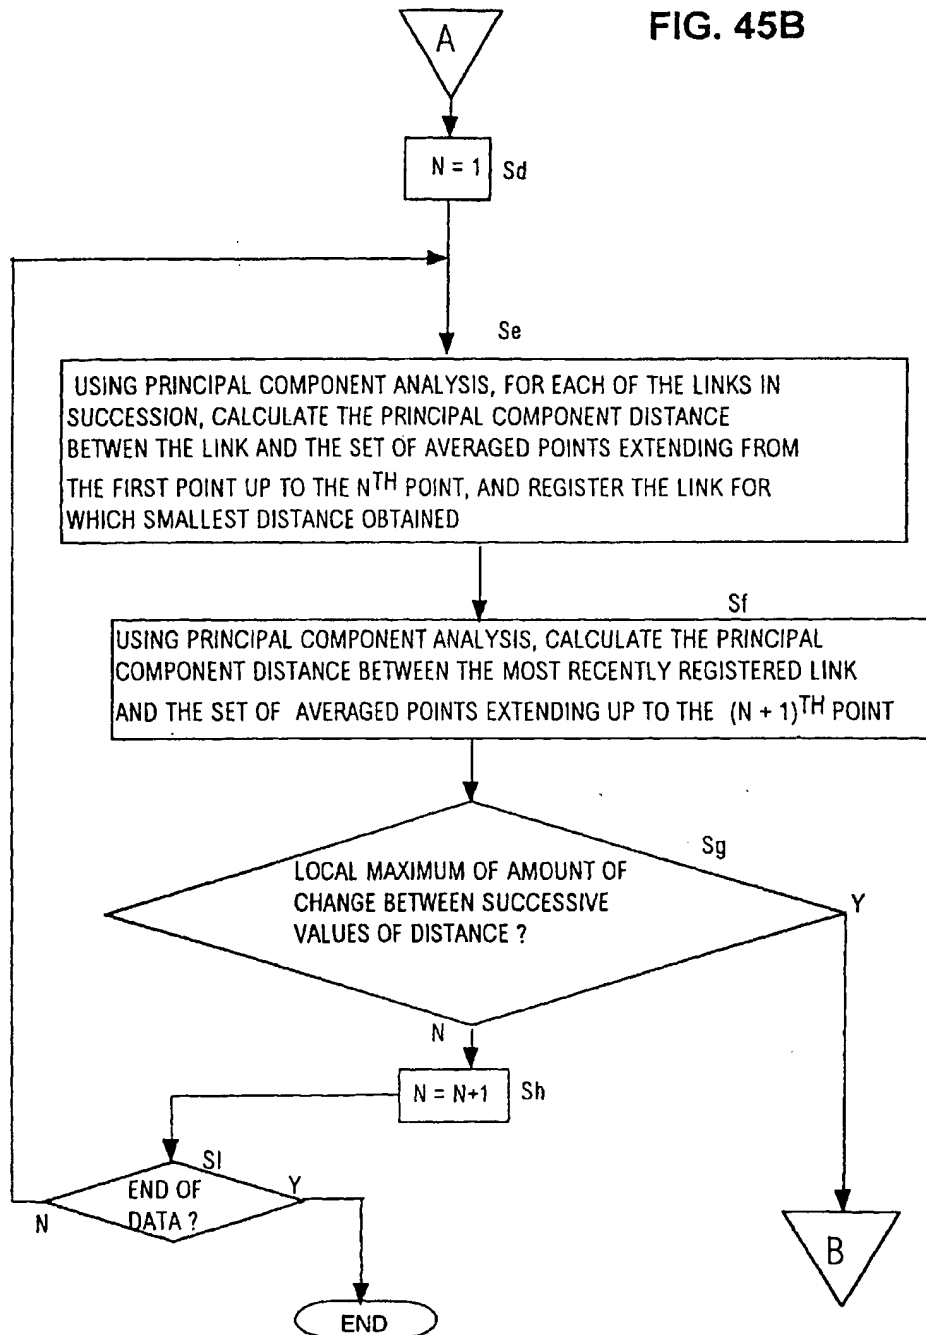 FIG. 45B
A
N = 1
Sd
Se
USING PRINCIPAL COMPONENT ANALYSIS, FOR EACH OF THE LINKS IN
SUCCESSION, CALCULATE THE PRINCIPAL COMPONENT DISTANCE
BETWEN THE LINK AND THE SET OF AVERAGED POINTS EXTENDING FROM
THE FIRST POINT UP TO THE NTH POINT, AND REGISTER THE LINK FOR
WHICH SMALLEST DISTANCE OBTAINED
Sf
USING PRINCIPAL COMPONENT ANALYSIS, CALCULATE THE PRINCIPAL
COMPONENT DISTANCE BETWEEN THE MOST RECENTLY REGISTERED LINK
AND THE SET OF AVERAGED POINTS EXTENDING UP TO THE (N + 1)TH POINT
Sg
LOCAL MAXIMUM OF AMOUNT OF
CHANGE BETWEEN SUCCESSIVE
VALUES OF DISTANCE ?
Y
N
N = N+1
Sh
SI
END OF
DATA ?
Y
N
B
END